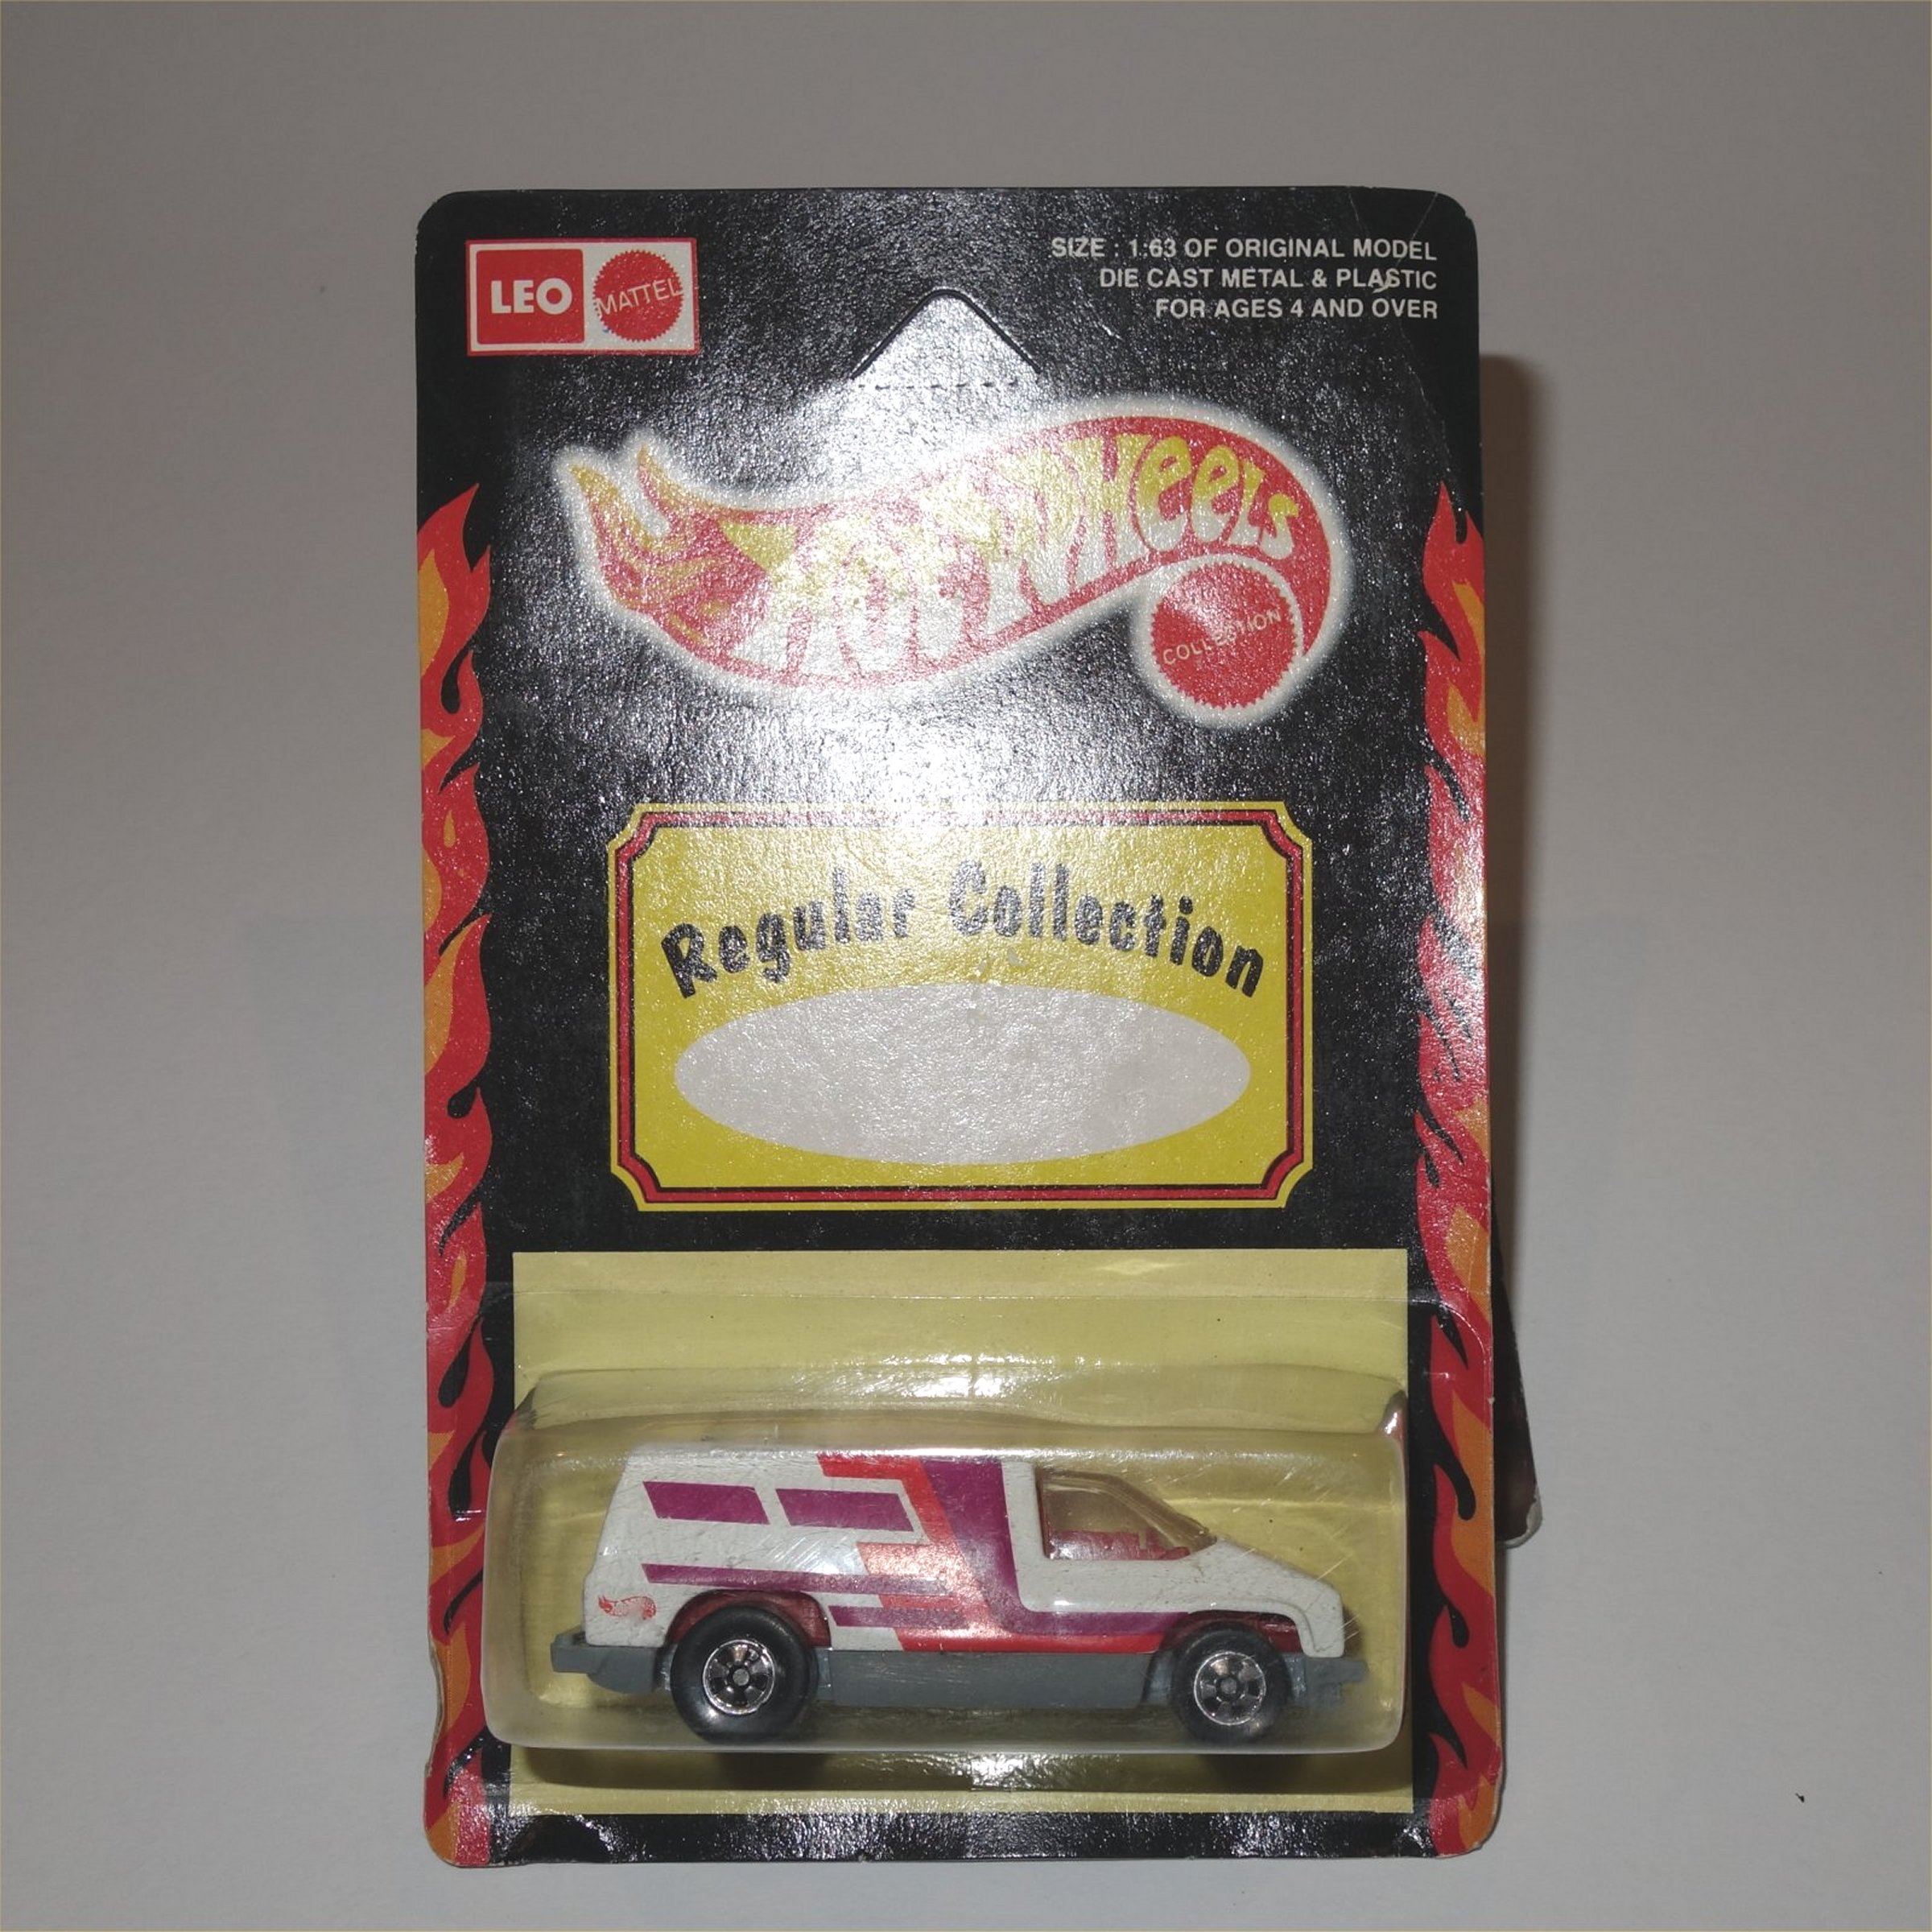 LEO MATTEL
SIZE : 1:63 OF ORIGINAL MODEL
DIE CAST METAL & PLASTIC
FOR AGES 4 AND OVER
HOT WHEELS
COLLECTION
Regular Collection